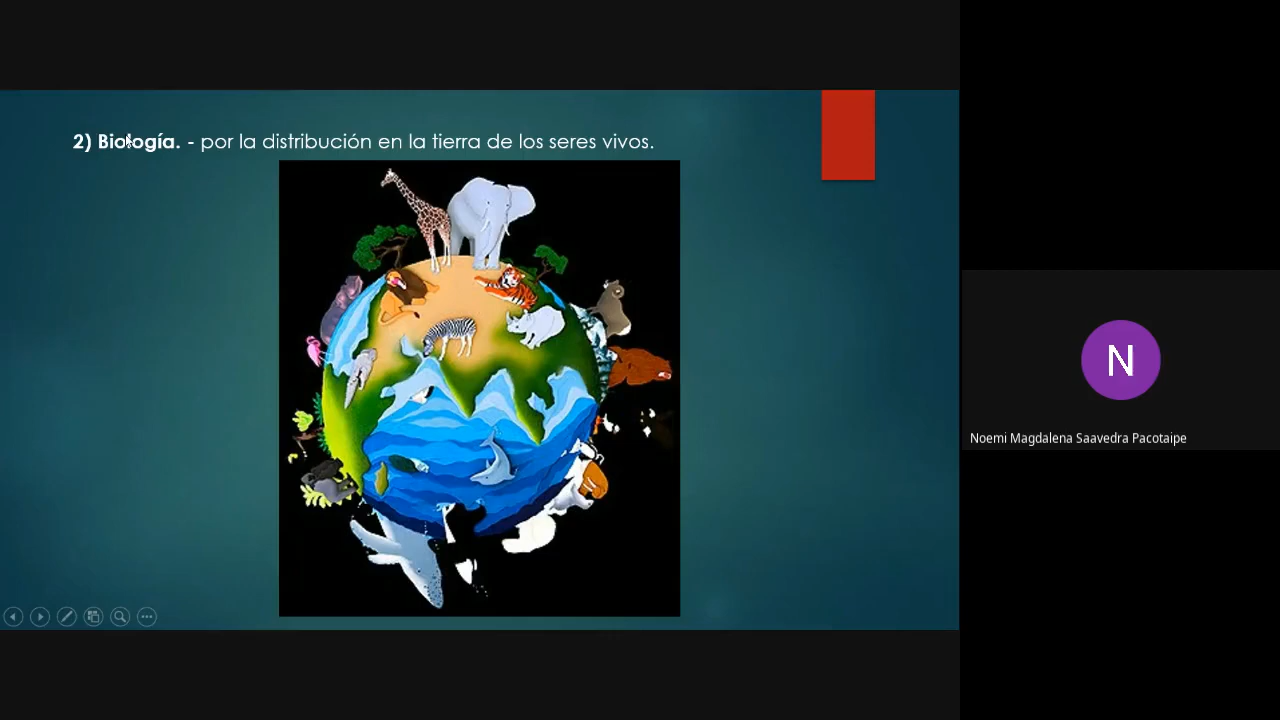 2) Biología. - por la distribución en la tierra de los seres vivos.
N
Noemi Magdalena Saavedra Pacotaipe